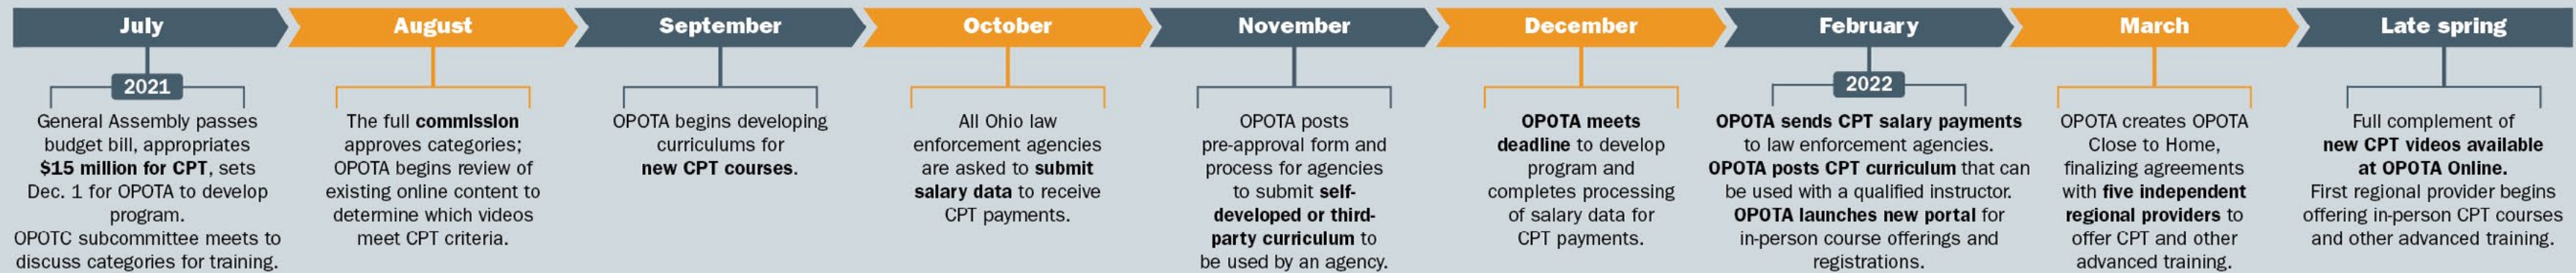 July
2021
General Assembly passes
budget bill, appropriates
$15 million for CPT, sets
Dec. 1 for OPOTA to develop
program.
OPOTC subcommittee meets to
discuss categories for training.
August
The full commission
approves categories;
OPOTA begins review of
existing online content to
determine which videos
meet CPT criteria.
September
OPOTA begins developing
curriculums for
new CPT courses.
October
All Ohio law
enforcement agencies
are asked to submit
salary data to receive
CPT payments.
November
OPOTA posts
pre-approval form and
process for agencies
to submit self-
developed or third-
party curriculum to
be used by an agency.
December
OPOTA meets
deadline to develop
program and
completes processing
of salary data for
CPT payments.
February
2022
OPOTA sends CPT salary payments
to law enforcement agencies.
OPOTA posts CPT curriculum that can
be used with a qualified instructor.
OPOTA launches new portal for
in-person course offerings and
registrations.
March
OPOTA creates OPOTA
Close to Home,
finalizing agreements
with five independent
regional providers to
offer CPT and other
advanced training.
Late spring
Full complement of
new CPT videos available
at OPOTA Online.
First regional provider begins
offering in-person CPT courses
and other advanced training.